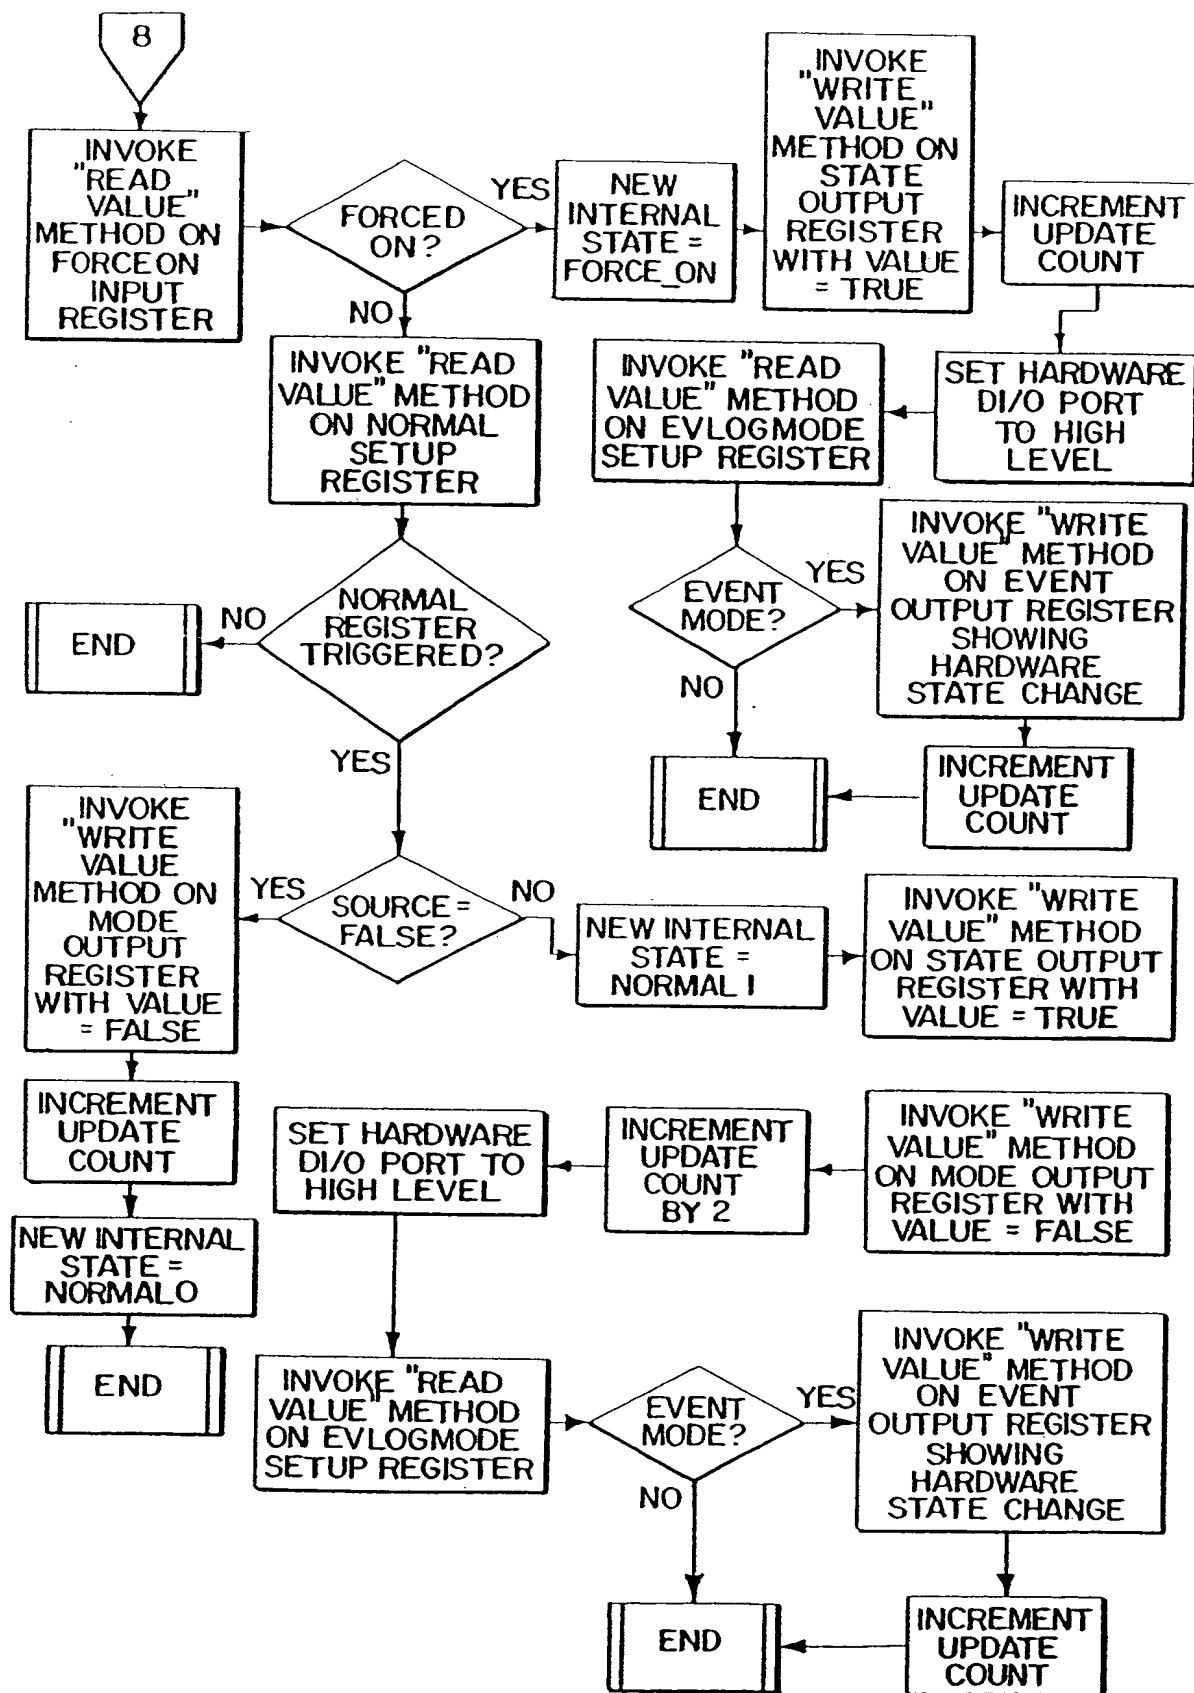 8
INVOKE
"READ
VALUE"
METHOD ON
FORCEON
INPUT
REGISTER
FORCED
ON?
YES
NO
NEW
INTERNAL
STATE =
FORCE_ON
INVOKE
"WRITE
VALUE"
METHOD ON
STATE
OUTPUT
REGISTER
WITH VALUE
= TRUE
INCREMENT
UPDATE
COUNT
SET HARDWARE
DI/O PORT
TO HIGH
LEVEL
INVOKE "READ
VALUE" METHOD
ON EVLOGMODE
SETUP REGISTER
EVENT
MODE?
YES
NO
INVOKE "WRITE
VALUE" METHOD
ON EVENT
OUTPUT REGISTER
SHOWING
HARDWARE
STATE CHANGE
INCREMENT
UPDATE
COUNT
END
INVOKE "READ
VALUE" METHOD
ON NORMAL
SETUP
REGISTER
NORMAL
REGISTER
TRIGGERED?
NO
END
YES
SOURCE =
FALSE?
YES
NO
INVOKE
"WRITE
VALUE
METHOD ON
MODE
OUTPUT
REGISTER
WITH VALUE
= FALSE
INCREMENT
UPDATE
COUNT
NEW INTERNAL
STATE =
NORMAL0
END
NEW INTERNAL
STATE =
NORMAL 1
INVOKE "WRITE
VALUE" METHOD
ON STATE OUTPUT
REGISTER WITH
VALUE = TRUE
INVOKE "WRITE
VALUE" METHOD
ON MODE OUTPUT
REGISTER WITH
VALUE = FALSE
INCREMENT
UPDATE
COUNT
BY 2
SET HARDWARE
DI/O PORT TO
HIGH LEVEL
INVOKE "READ
VALUE" METHOD
ON EVLOGMODE
SETUP REGISTER
EVENT
MODE?
YES
NO
INVOKE "WRITE
VALUE" METHOD
ON EVENT
OUTPUT REGISTER
SHOWING
HARDWARE
STATE CHANGE
INCREMENT
UPDATE
COUNT
END